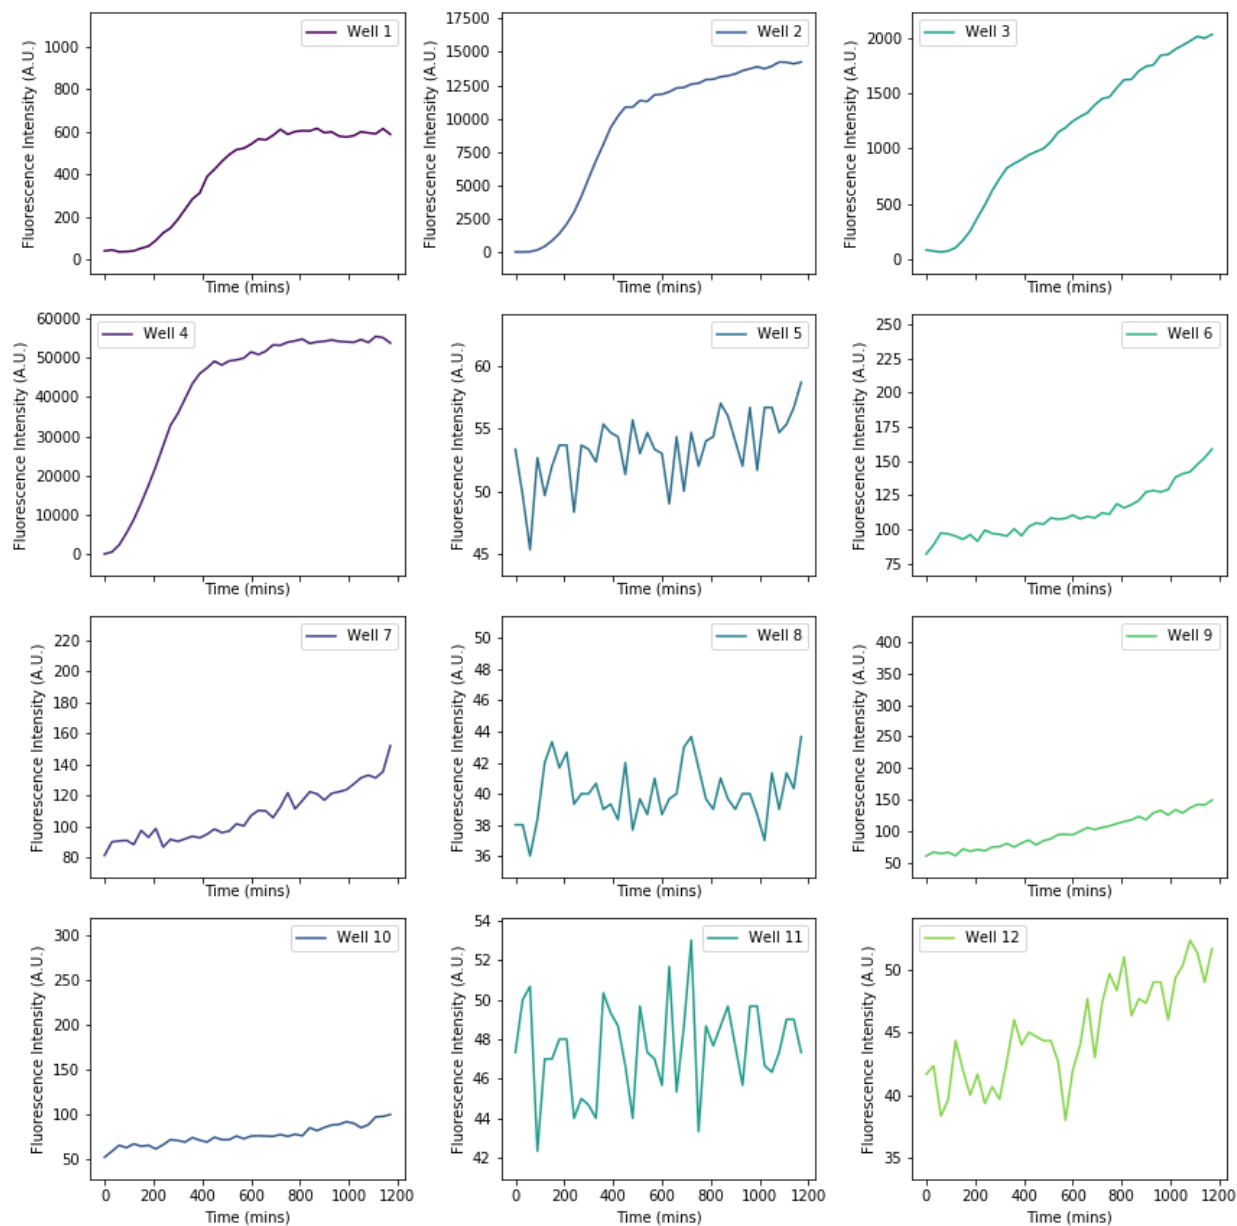 Fluorescence Intensity (A.U.)
1000
800
600
400
200
0
Well 1
Time (mins)
Fluorescence Intensity (A.U.)
17500
15000
12500
10000
7500
5000
2500
0
Well 2
Time (mins)
Fluorescence Intensity (A.U.)
2000
1500
1000
500
0
Well 3
Time (mins)
Fluorescence Intensity (A.U.)
60000
50000
40000
30000
20000
10000
0
Well 4
Time (mins)
Fluorescence Intensity (A.U.)
60
55
50
45
Well 5
Time (mins)
Fluorescence Intensity (A.U.)
250
225
200
175
150
125
100
75
Well 6
Time (mins)
Fluorescence Intensity (A.U.)
220
200
180
160
140
120
100
80
Well 7
Time (mins)
Fluorescence Intensity (A.U.)
50
48
46
44
42
40
38
36
Well 8
Time (mins)
Fluorescence Intensity (A.U.)
400
350
300
250
200
150
100
50
Well 9
Time (mins)
Fluorescence Intensity (A.U.)
300
250
200
150
100
50
Well 10
0 200 400 600 800 1000 1200
Time (mins)
Fluorescence Intensity (A.U.)
54
52
50
48
46
44
42
Well 11
0 200 400 600 800 1000 1200
Time (mins)
Fluorescence Intensity (A.U.)
50
45
40
35
Well 12
0 200 400 600 800 1000 1200
Time (mins)